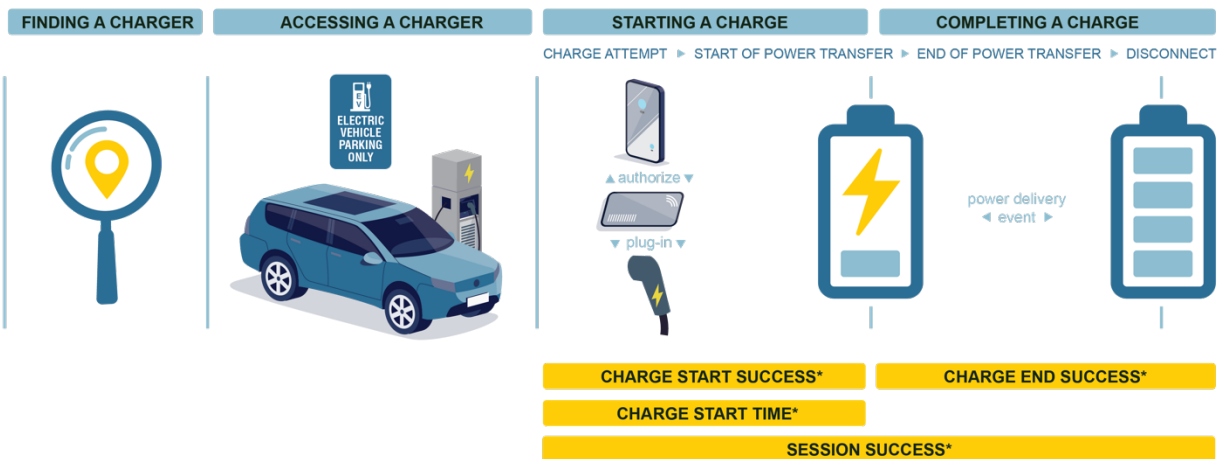 FINDING A CHARGER
ACCESSING A CHARGER
STARTING A CHARGE
COMPLETING A CHARGE
CHARGE ATTEMPT ▶ START OF POWER TRANSFER ▶ END OF POWER TRANSFER ▶ DISCONNECT
EV
ELECTRIC
VEHICLE
PARKING
ONLY
▲ authorize ▼
▼ plug-in ▼
power delivery
◀ event ▶
CHARGE START SUCCESS*
CHARGE END SUCCESS*
CHARGE START TIME*
SESSION SUCCESS*